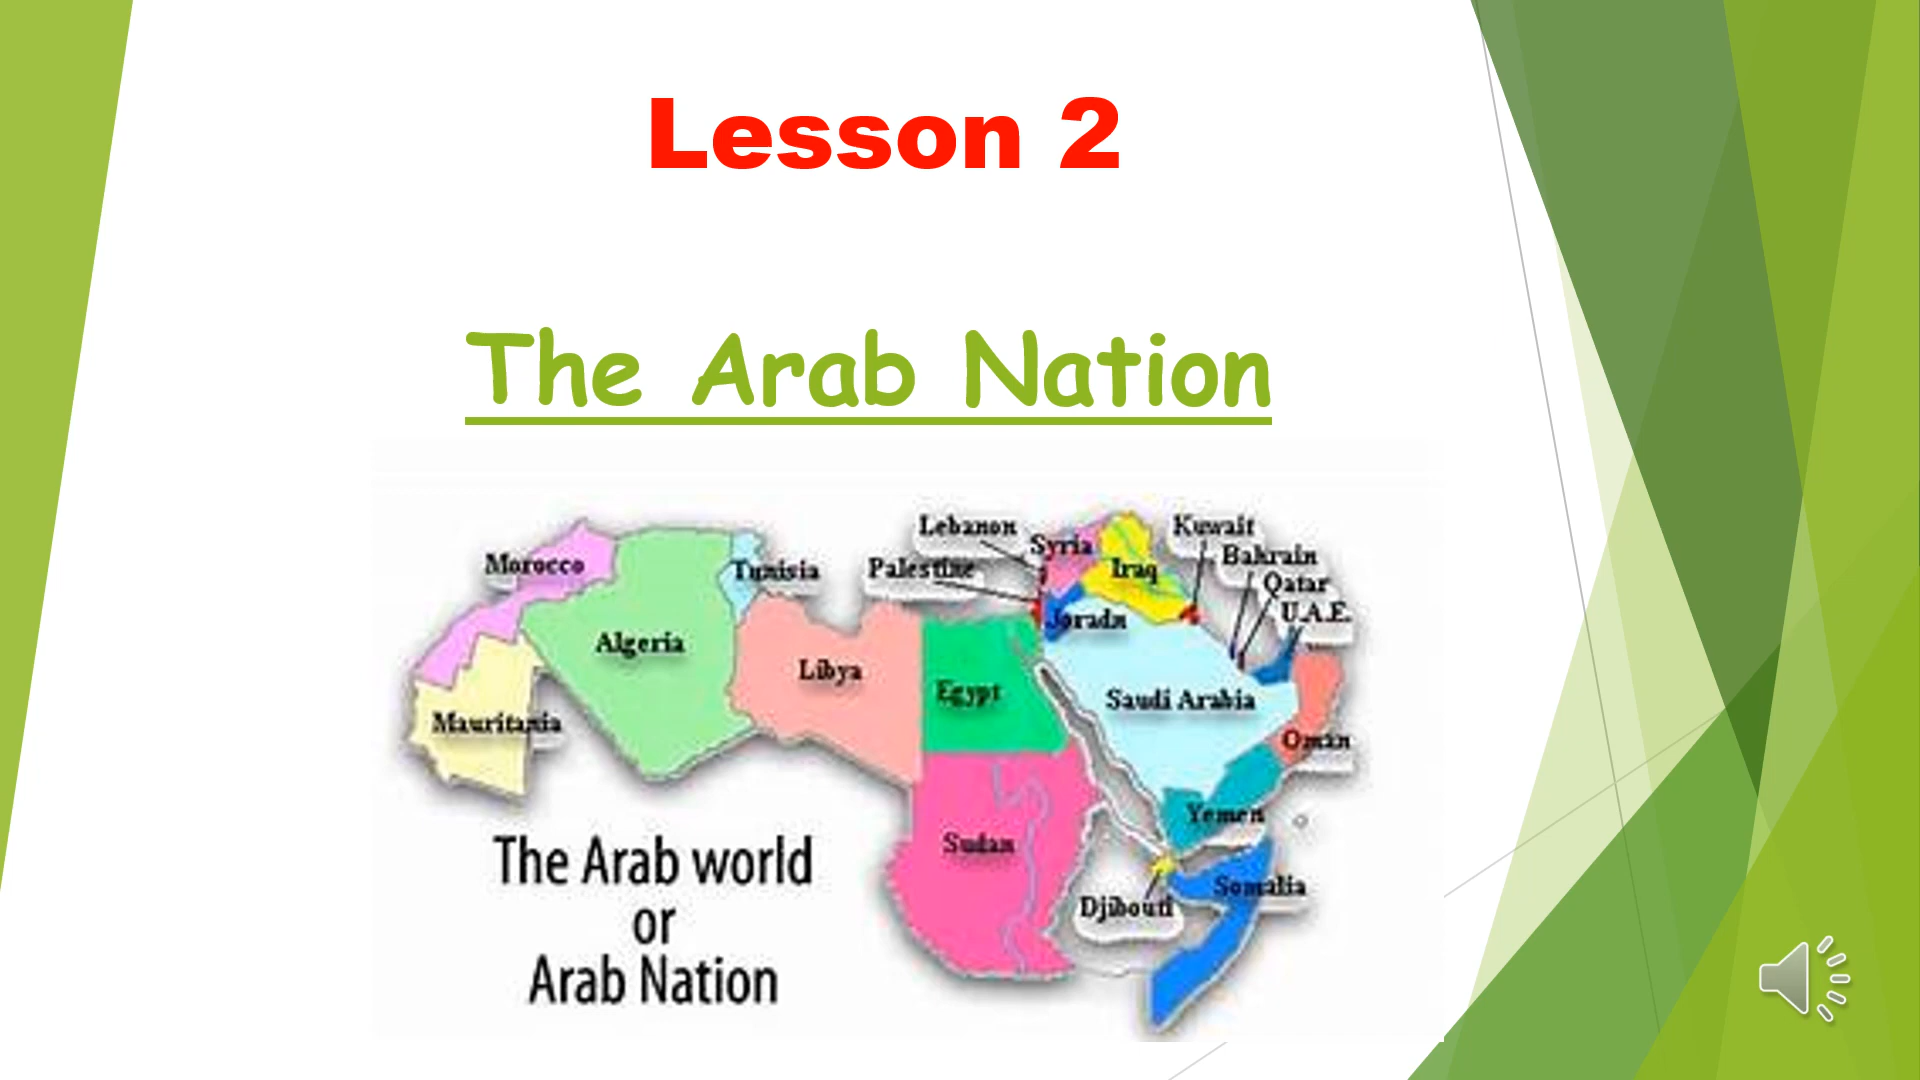 Lesson 2
The Arab Nation
Lebanon
Kuwait
Syria
Bahrain
Morocco
Tunisia
Palestine
Iraq
Qatar
U.A.E.
Joradn
Algeria
Libya
Egypt
Saudi Arabia
Mauritania
Oman
Yemen
Sudan
Somalia
Djibouti
The Arab world
or
Arab Nation